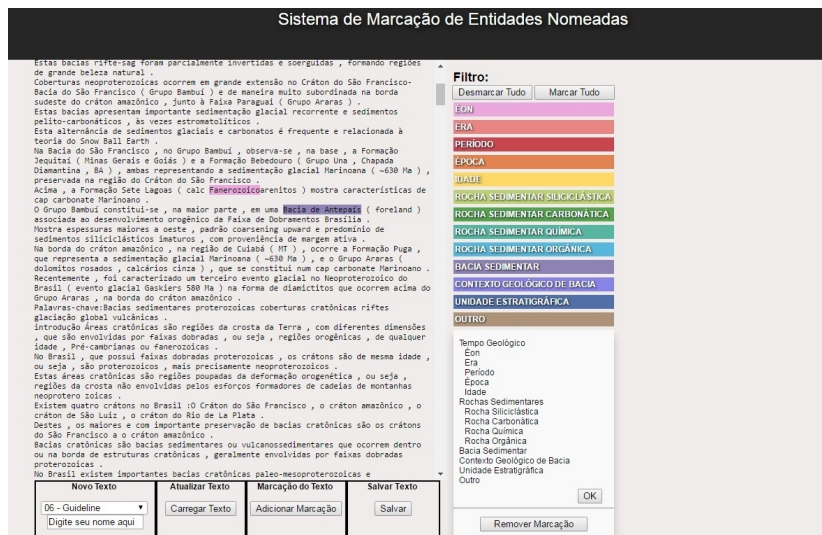 Sistema de Marcação de Entidades Nomeadas
Estas bacias rifte-sag foram parcialmente invertidas e soerguidas , formando regiões
de grande beleza natural .
Coberturas neoproterozoicas ocorrem em grande extensão no Cráton do São Francisco-
Bacia do São Francisco ( Grupo Bambuí ) e de maneira muito subordinada na borda
sudeste do cráton amazônico , junto à Faixa Paraguai ( Grupo Araras ) .
Estas bacias apresentam importante sedimentação glacial recorrente e sedimentos
pelito-carbonáticos , às vezes estromatolíticos .
Esta alternância de sedimentos glaciais e carbonatos é frequente e relacionada à
teoria do Snow Ball Earth .
Na Bacia do São Francisco , no Grupo Bambuí , observa-se , na base , a Formação
Jequitaí ( Minas Gerais e Goiás ) e a Formação Bebedouro ( Grupo Una , Chapada
Diamantina , BA ) , ambas representando a sedimentação glacial Marinoana ( ~630 Ma ) ,
preservada na região do Cráton do São Francisco .
Acima , a Formação Sete Lagoas ( calc Fanerozoicoarenitos ) mostra características de
cap carbonate Marinoano .
O Grupo Bambuí constitui-se , na maior parte , em uma Bacia de Antepaís ( foreland )
associada ao desenvolvimento orogênico da Faixa de Dobramentos Brasília .
Mostra espessuras maiores a oeste , padrão coarsening upward e predomínio de
sedimentos siliciclásticos imaturos , com proveniência de margem ativa .
Na borda do cráton amazônico , na região de Cuiabá ( MT ) , ocorre a Formação Puga ,
que representa a sedimentação glacial Marinoana ( ~630 Ma ) , e o Grupo Araras (
dolomitos rosados , calcários cinza ) , que se constitui num cap carbonate Marinoano .
Recentemente , foi caracterizado um terceiro evento glacial no Neoproterozoico do
Brasil ( evento glacial Gaskiers 580 Ma ) na forma de diamictitos que ocorrem acima do
Grupo Araras , na borda do cráton amazônico .
Palavras-chave:Bacias sedimentares proterozoicas coberturas cratônicas riftes
glaciação global vulcânicas .
introdução Áreas cratônicas são regiões da crosta da Terra , com diferentes dimensões
, que são envolvidas por faixas dobradas , ou seja , regiões orogênicas , de qualquer
idade , Pré-cambrianas ou fanerozoicas .
No Brasil , que possui faixas dobradas proterozoicas , os crátons são de mesma idade ,
ou seja , são proterozoicos , mais precisamente neoproterozoicos .
Estas áreas cratônicas são regiões poupadas da deformação orogenética , ou seja ,
regiões da crosta não envolvidas pelos esforços formadores de cadeias de montanhas
neoprotero zoicas .
Existem quatro crátons no Brasil :O Cráton do São Francisco , o cráton amazônico , o
cráton de São Luiz , o cráton do Rio de La Plata .
Destes , os maiores e com importante preservação de bacias cratônicas são os crátons
do São Francisco a o cráton amazônico .
Bacias cratônicas são bacias sedimentares ou vulcanossedimentares que ocorrem dentro
ou na borda de estruturas cratônicas , geralmente envolvidas por faixas dobradas
proterozoicas .
No Brasil existem importantes bacias cratônicas paleo-mesoproterozoicas e
Filtro:
Desmarcar Tudo Marcar Tudo
ÉON
ERA
PERÍODO
ÉPOCA
IDADE
ROCHA SEDIMENTAR SILICICLÁSTICA
ROCHA SEDIMENTAR CARBONÁTICA
ROCHA SEDIMENTAR QUÍMICA
ROCHA SEDIMENTAR ORGÂNICA
BACIA SEDIMENTAR
CONTEXTO GEOLÓGICO DE BACIA
UNIDADE ESTRATIGRÁFICA
OUTRO
Tempo Geológico
Éon
Era
Período
Época
Idade
Rochas Sedimentares
Rocha Siliciclástica
Rocha Carbonática
Rocha Química
Rocha Orgânica
Bacia Sedimentar
Contexto Geológico de Bacia
Unidade Estratigráfica
Outro
OK
Remover Marcação
Novo Texto Atualizar Texto Marcação do Texto Salvar Texto
06 - Guideline Carregar Texto Adicionar Marcação Salvar
Digite seu nome aqui